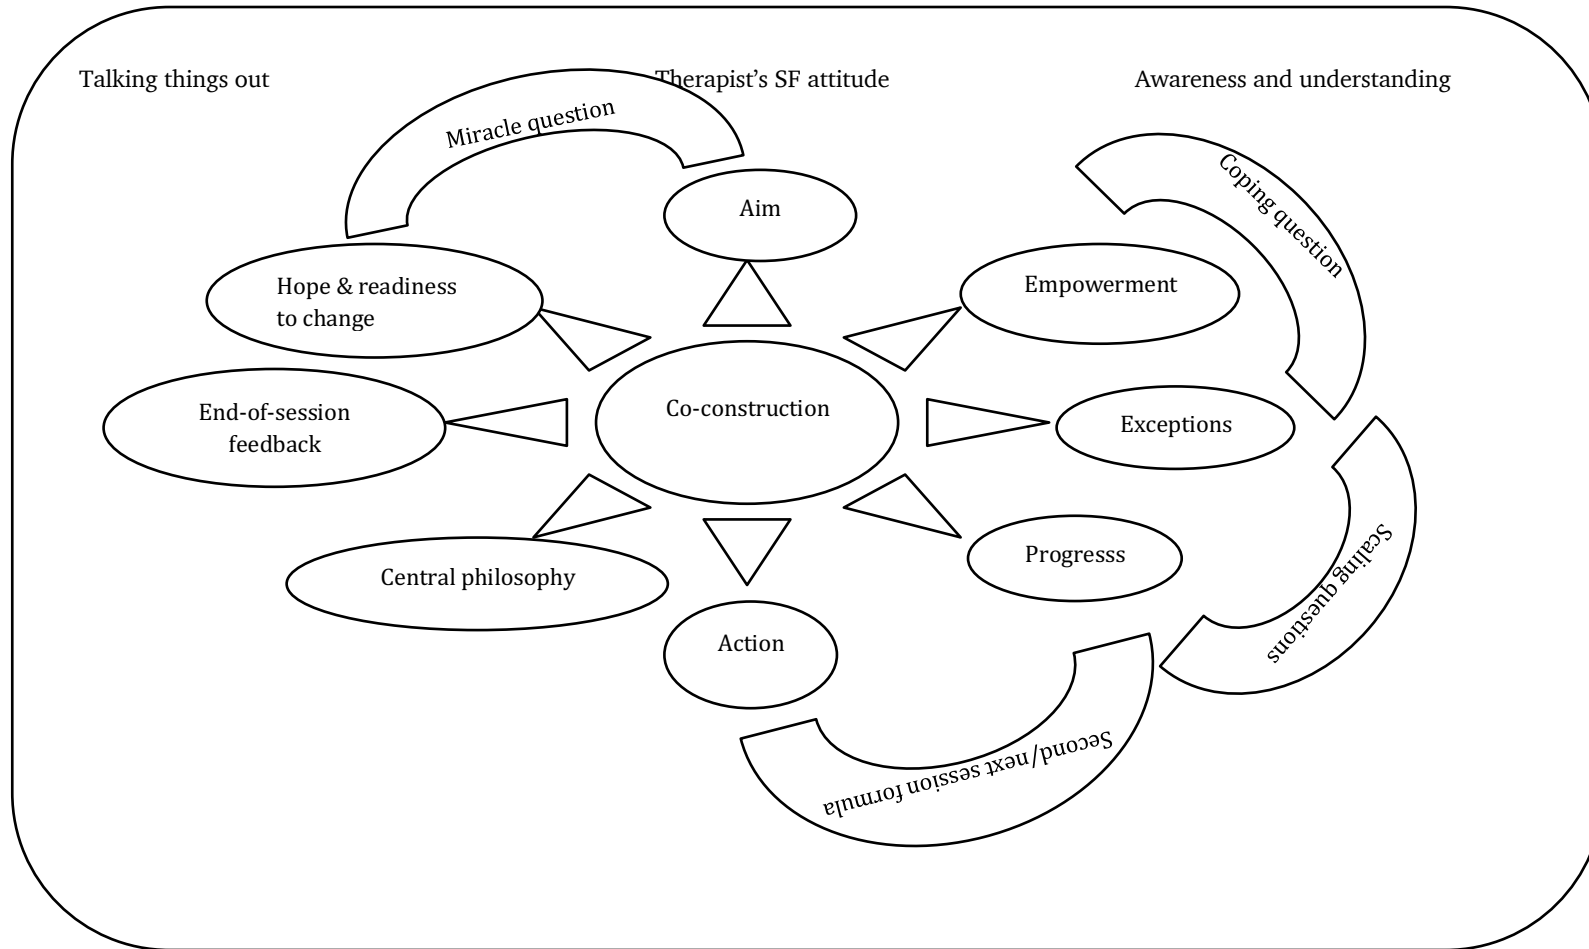 Talking things out
Therapist’s SF attitude
Awareness and understanding
Miracle question
Coping question
Aim
Hope & readiness
to change
Empowerment
End-of-session
feedback
Co-construction
Exceptions
Scaling questions
Central philosophy
Progresss
Action
Second/next session formula